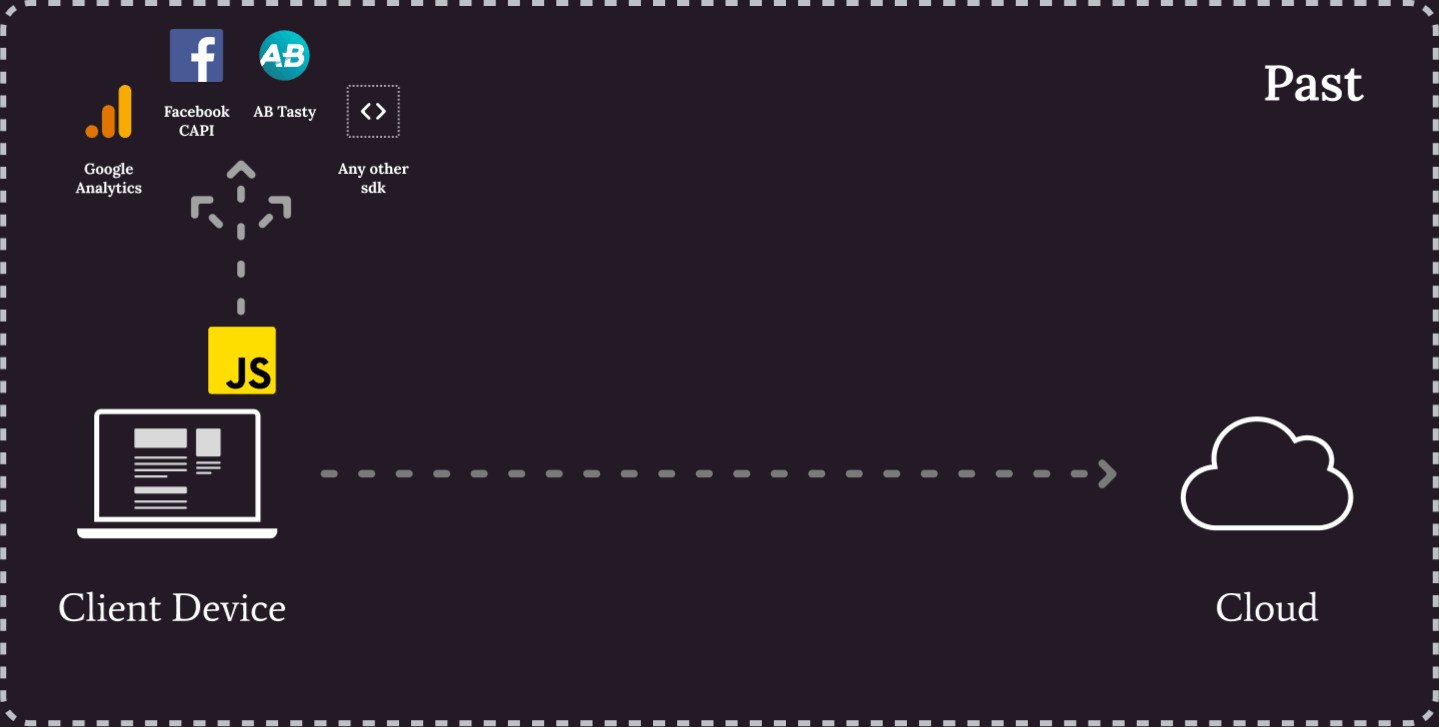 Past
AB
Facebook
CAPI
AB Tasty
Google
Analytics
<>
Any other
sdk
JS
Client Device
Cloud